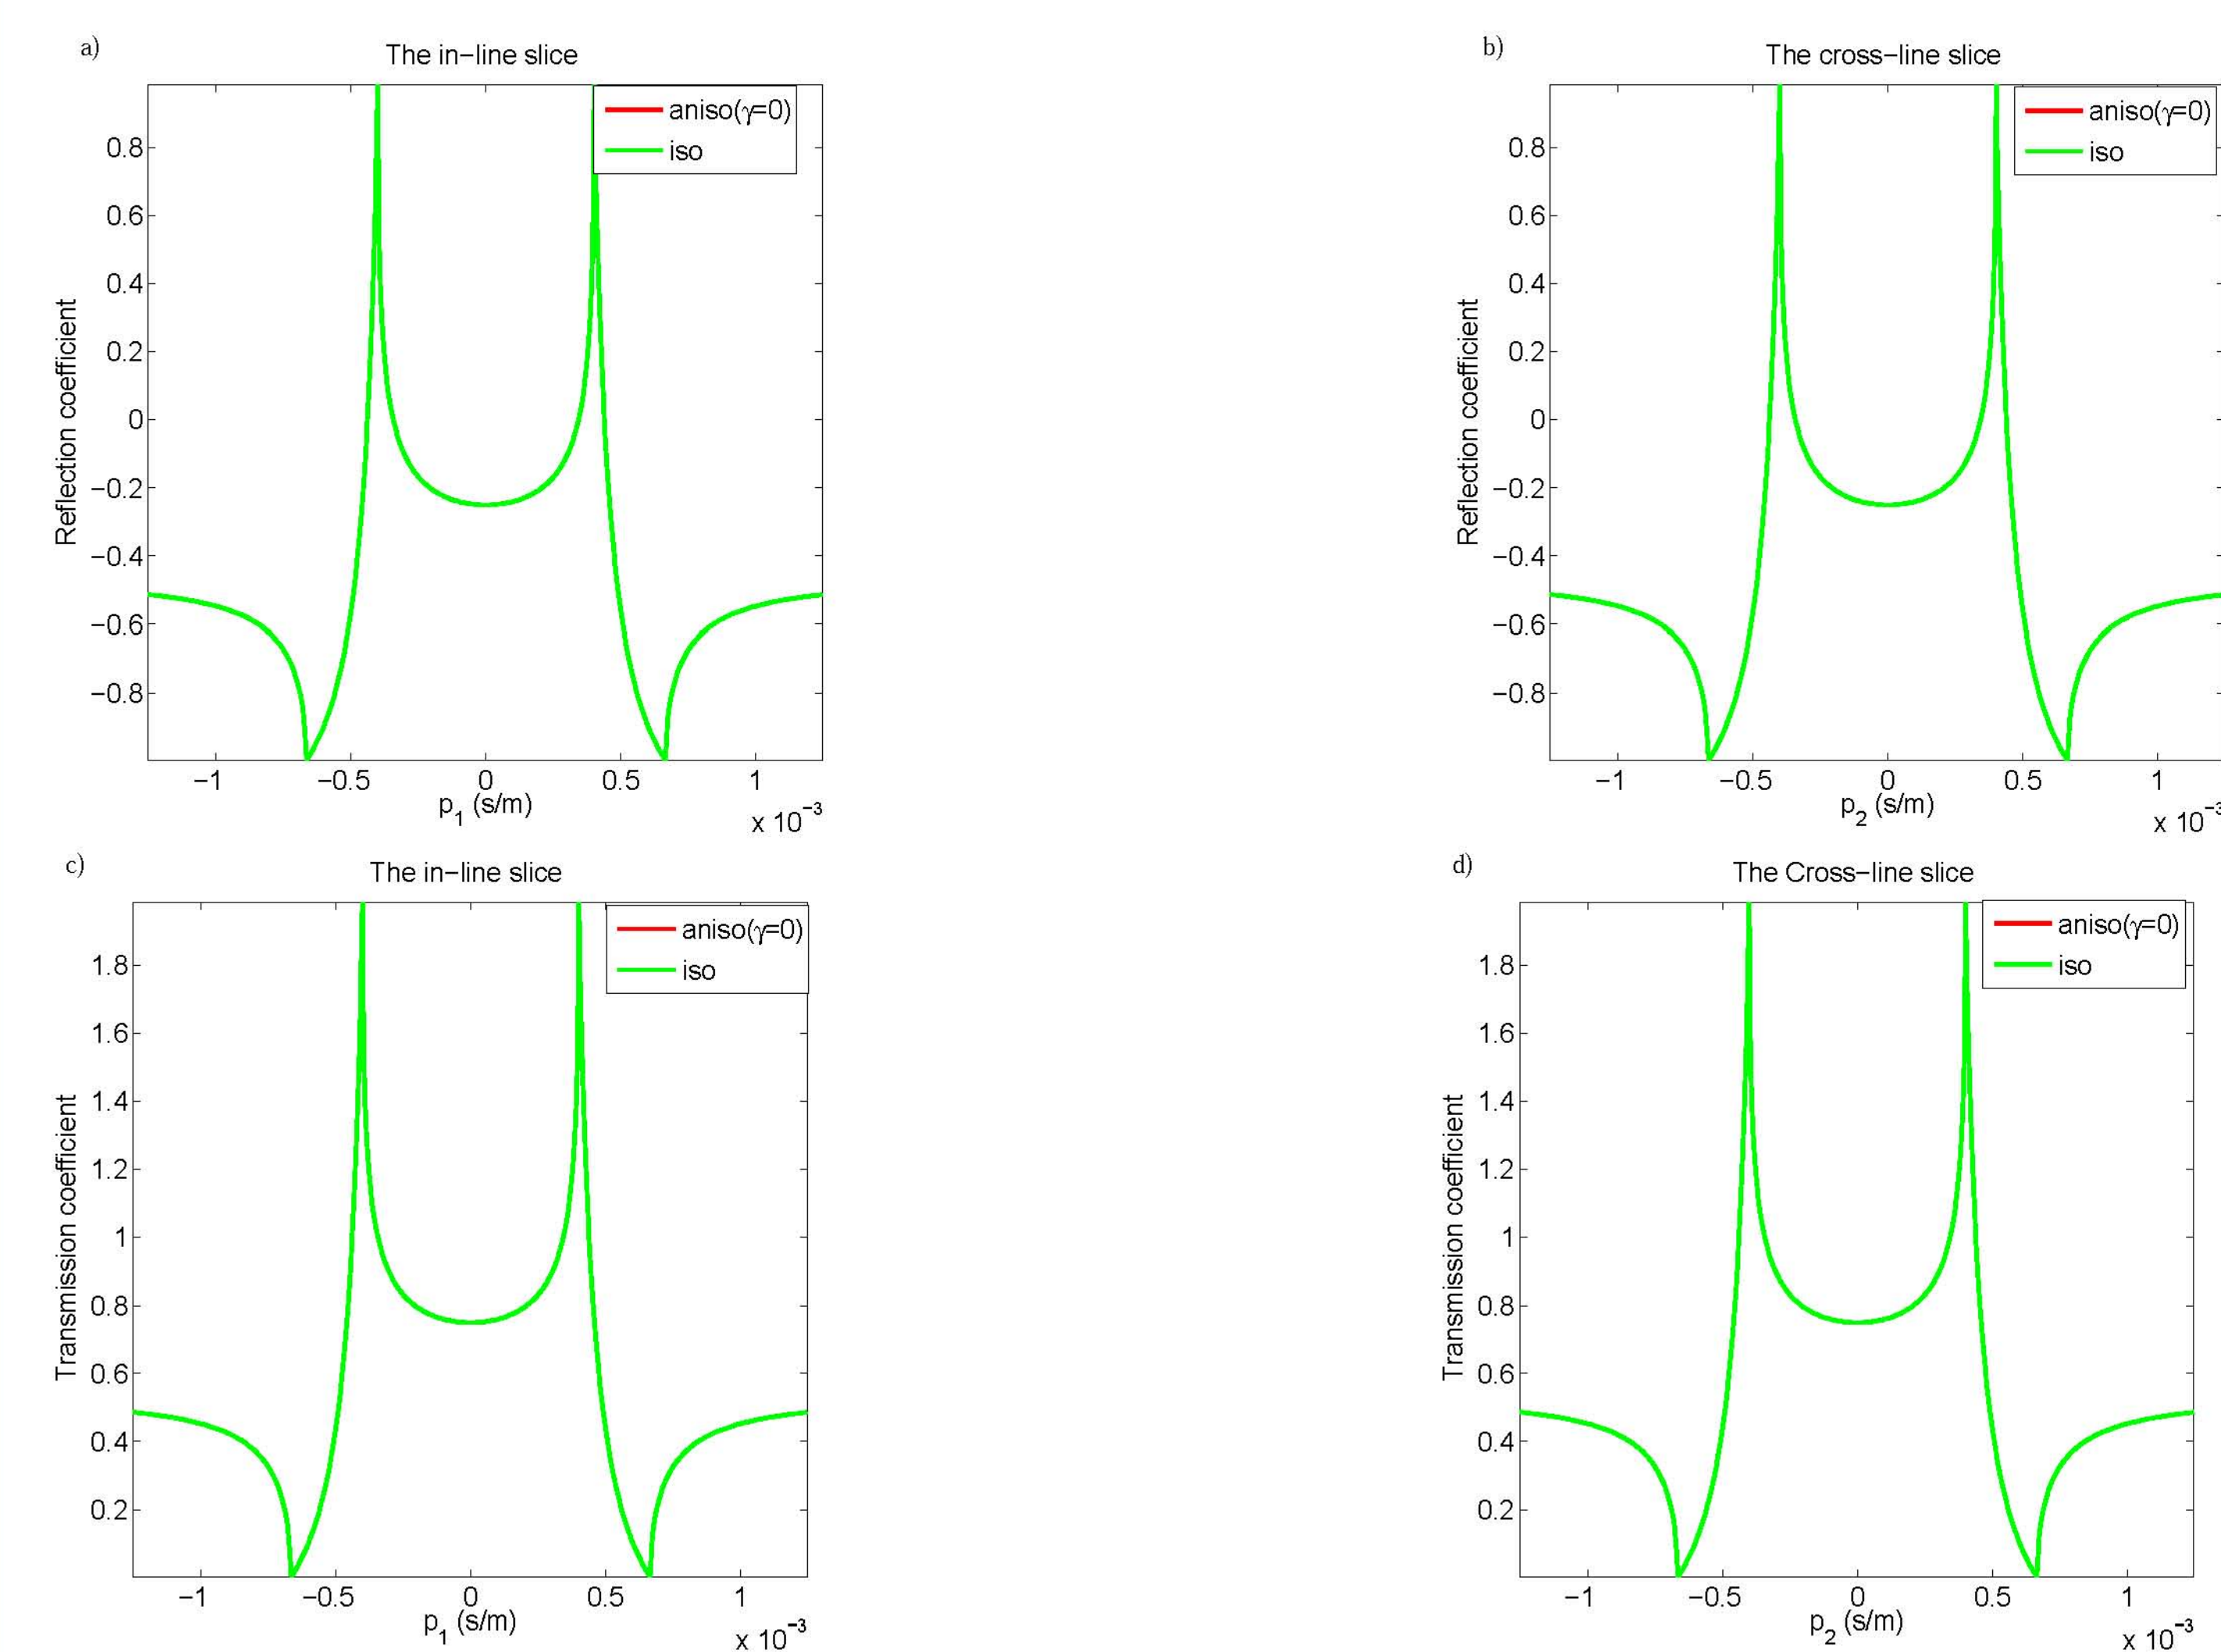 a)
The in−line slice
aniso(γ=0)
iso
0.8
0.6
0.4
0.2
0
−0.2
−0.4
−0.6
−0.8
Reflection coefficient
−1 −0.5 0 0.5 1
p1 (s/m)
x 10−3
b)
The cross−line slice
aniso(γ=0)
iso
0.8
0.6
0.4
0.2
0
−0.2
−0.4
−0.6
−0.8
Reflection coefficient
−1 −0.5 0 0.5 1
p2 (s/m)
x 10−3
c)
The in−line slice
aniso(γ=0)
iso
1.8
1.6
1.4
1.2
1
0.8
0.6
0.4
0.2
Transmission coefficient
−1 −0.5 0 0.5 1
p1 (s/m)
x 10−3
d)
The Cross−line slice
aniso(γ=0)
iso
1.8
1.6
1.4
1.2
1
0.8
0.6
0.4
0.2
Transmission coefficient
−1 −0.5 0 0.5 1
p2 (s/m)
x 10−3